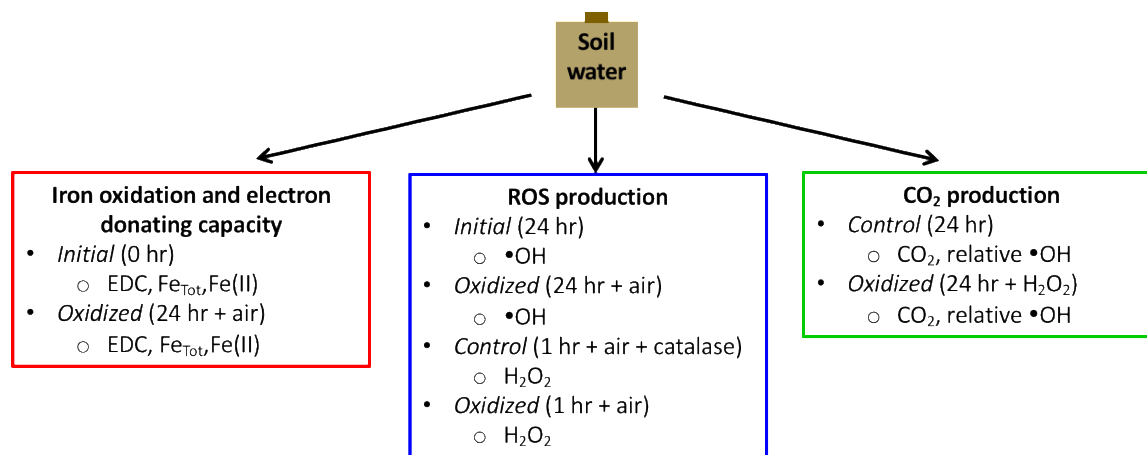 Soil
water
Iron oxidation and electron
donating capacity
• Initial (0 hr)
○ EDC, Fe_Tot,Fe(II)
• Oxidized (24 hr + air)
○ EDC, Fe_Tot,Fe(II)
ROS production
• Initial (24 hr)
○ •OH
• Oxidized (24 hr + air)
○ •OH
• Control (1 hr + air + catalase)
○ H₂O₂
• Oxidized (1 hr + air)
○ H₂O₂
CO₂ production
• Control (24 hr)
○ CO₂, relative •OH
• Oxidized (24 hr + H₂O₂)
○ CO₂, relative •OH